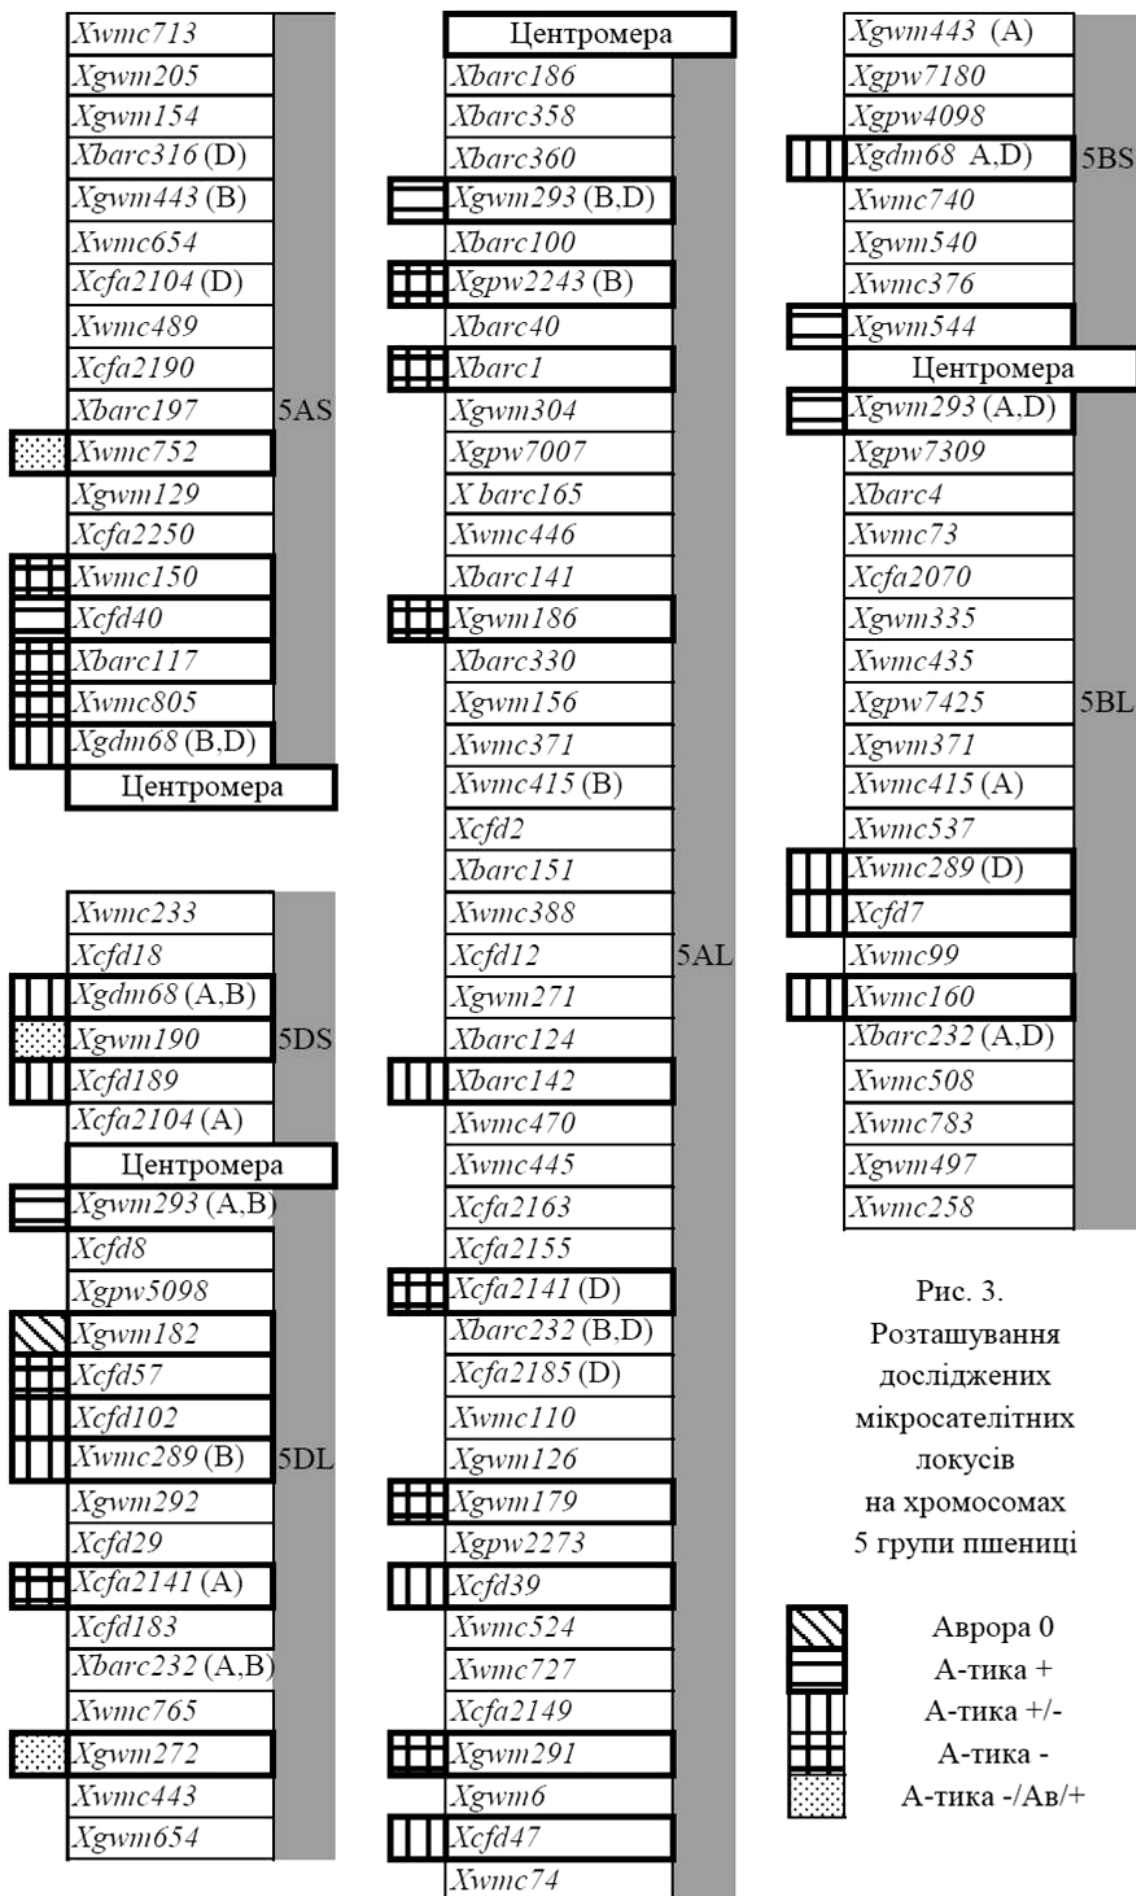 Xwmc713
Xgwm205
Xgwm154
Xbarc316 (D)
Xgwm443 (B)
Xwmc654
Xcfa2104 (D)
Xwmc489
Xcfa2190
Xbarc197
5AS
Xwmc752
Xgwm129
Xcfa2250
Xwmc150
Xcfd40
Xbarc117
Xwmc805
Xgdm68 (B,D)
Центромера
Xwmc233
Xcfd18
Xgdm68 (A,B)
Xgwm190
5DS
Xcfd189
Xcfa2104 (A)
Центромера
Xgwm293 (A,B)
Xcfd8
Xgpw5098
Xgwm182
Xcfd57
Xcfd102
Xwmc289 (B)
5DL
Xgwm292
Xcfd29
Xcfa2141 (A)
Xcfd183
Xbarc232 (A,B)
Xwmc765
Xgwm272
Xwmc443
Xgwm654
Центромера
Xbarc186
Xbarc358
Xbarc360
Xgwm293 (B,D)
Xbarc100
Xgpw2243 (B)
Xbarc40
Xbarc1
Xgwm304
Xgpw7007
X barc165
Xwmc446
Xbarc141
Xgwm186
Xbarc330
Xgwm156
Xwmc371
Xwmc415 (B)
Xcfd2
Xbarc151
Xwmc388
Xcfd12
5AL
Xgwm271
Xbarc124
Xbarc142
Xwmc470
Xwmc445
Xcfa2163
Xcfa2155
Xcfa2141 (D)
Xbarc232 (B,D)
Xcfa2185 (D)
Xwmc110
Xgwm126
Xgwm179
Xgpw2273
Xcfd39
Xwmc524
Xwmc727
Xcfa2149
Xgwm291
Xgwm6
Xcfd47
Xwmc74
Xgwm443 (A)
Xgpw7180
Xgpw4098
Xgdm68 A,D)
5BS
Xwmc740
Xgwm540
Xwmc376
Xgwm544
Центромера
Xgwm293 (A,D)
Xgpw7309
Xbarc4
Xwmc73
Xcfa2070
Xgwm335
Xwmc435
Xgpw7425
5BL
Xgwm371
Xwmc415 (A)
Xwmc537
Xwmc289 (D)
Xcfd7
Xwmc99
Xwmc160
Xbarc232 (A,D)
Xwmc508
Xwmc783
Xgwm497
Xwmc258
Рис. 3.
Розташування
досліджених
мікросателітних
локусів
на хромосомах
5 групи пшениці
Аврора 0
А-тика +
А-тика +/-
А-тика -
А-тика -/Ав/+